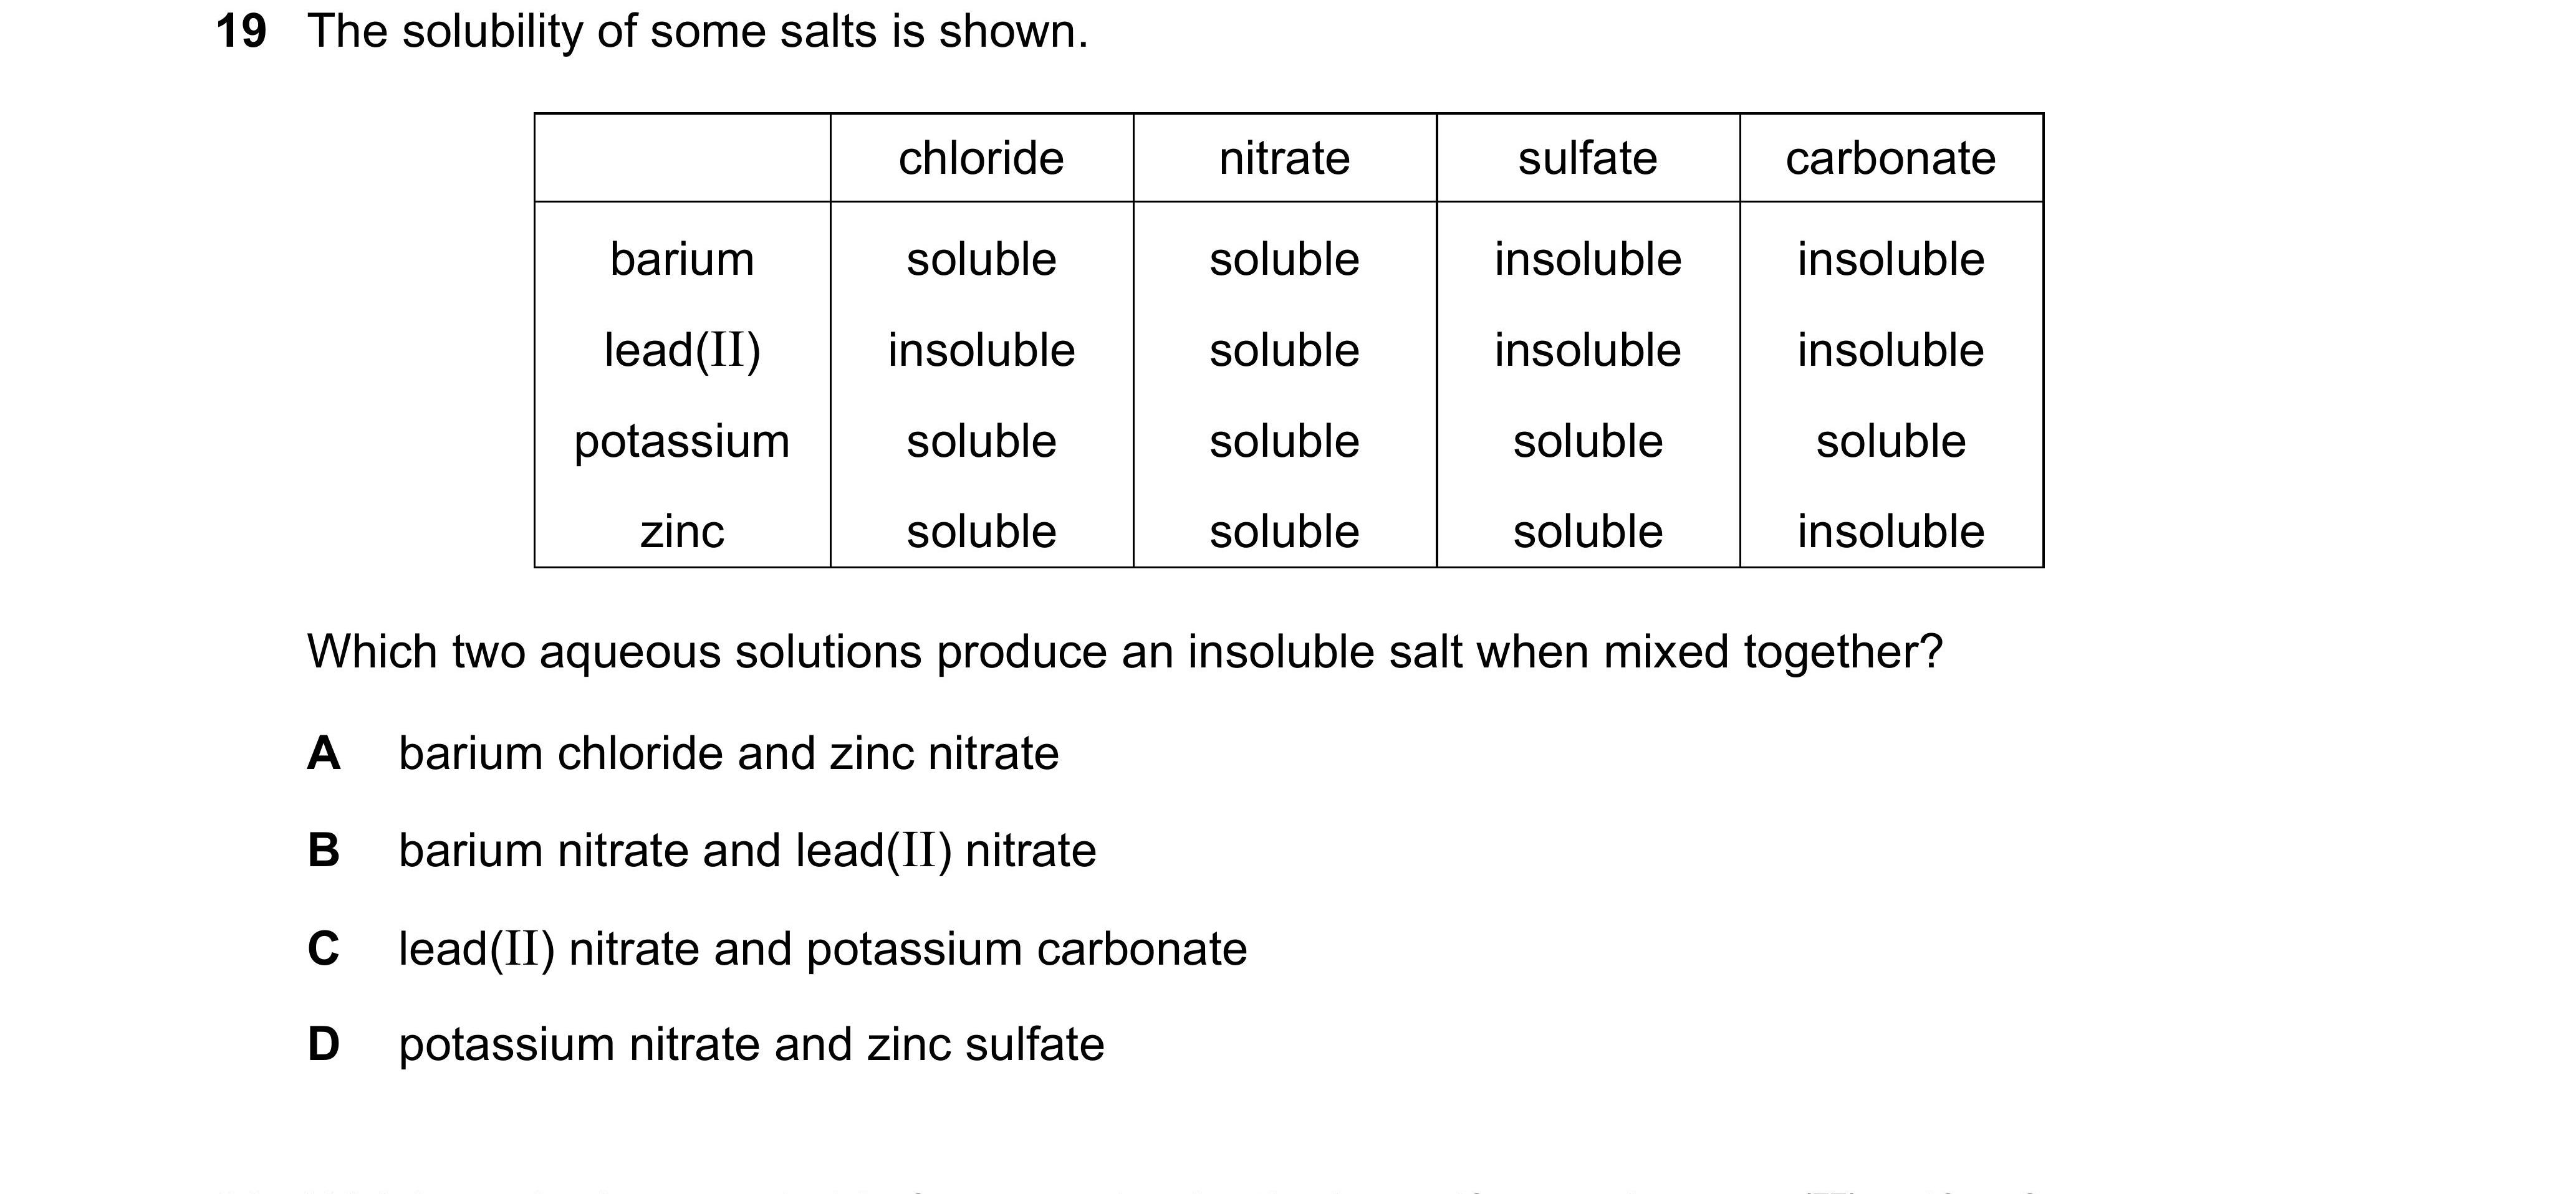 19 The solubility of some salts is shown.
chloride nitrate sulfate carbonate
barium soluble soluble insoluble insoluble
lead(II) insoluble soluble insoluble insoluble
potassium soluble soluble soluble soluble
zinc soluble soluble soluble insoluble
Which two aqueous solutions produce an insoluble salt when mixed together?
A barium chloride and zinc nitrate
B barium nitrate and lead(II) nitrate
C lead(II) nitrate and potassium carbonate
D potassium nitrate and zinc sulfate